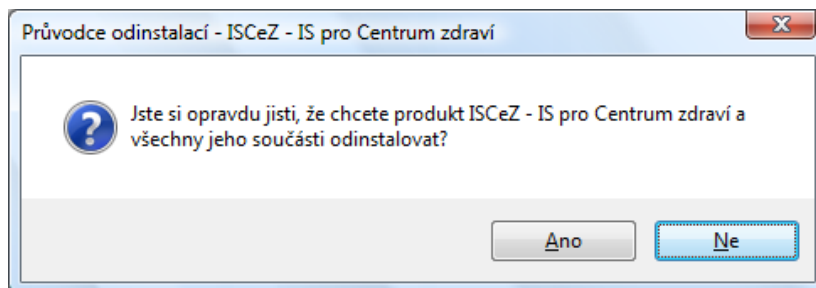 Průvodce odinstalací - ISCeZ - IS pro Centrum zdraví
Jste si opravdu jisti, že chcete produkt ISCeZ - IS pro Centrum zdraví a
všechny jeho součásti odinstalovat?
Ano
Ne